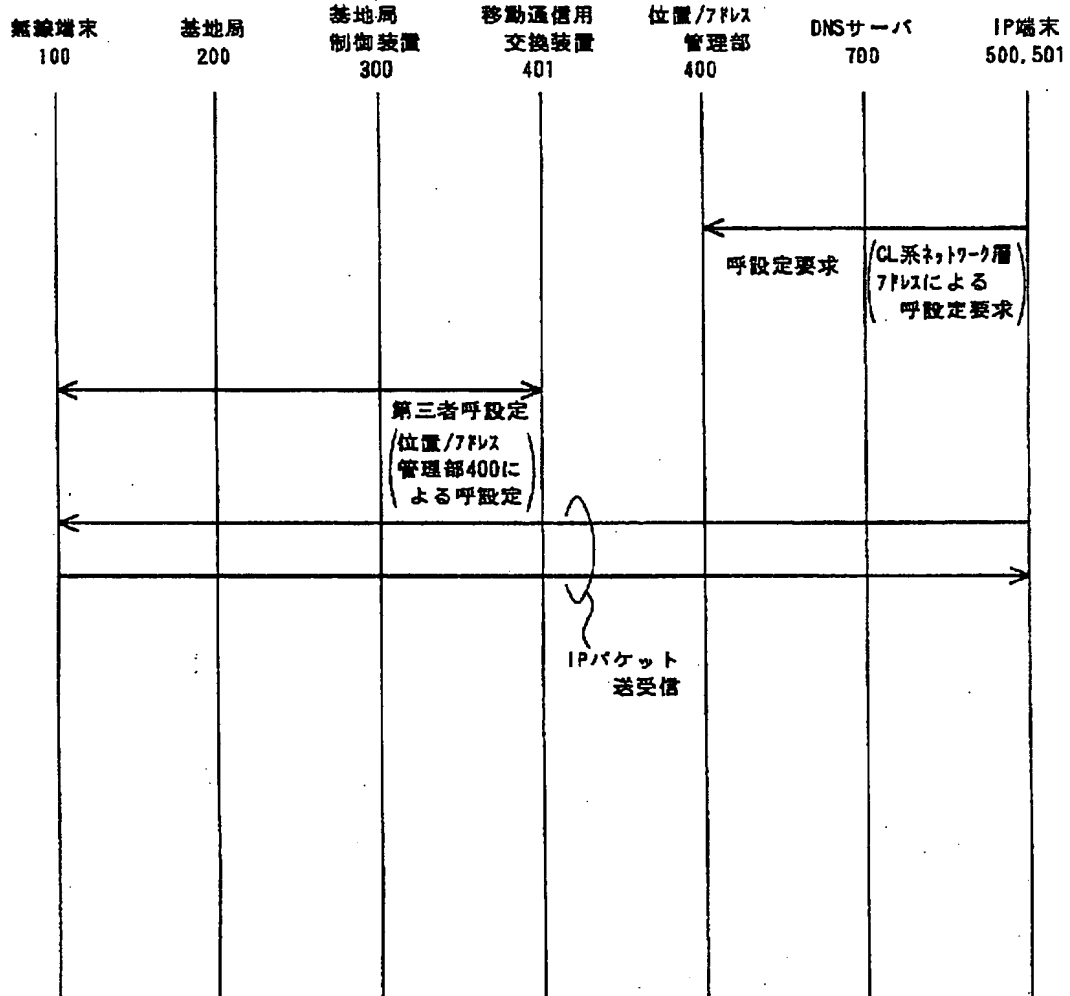 無線端末
100
基地局
200
基地局
制御装置
300
移動通信用
交換装置
401
位置/アドレス
管理部
400
DNSサーバ
700
IP端末
500,501
呼設定要求
(CL系ネットワーク層
アドレスによる
呼設定要求)
第三者呼設定
(位置/アドレス
管理部400に
よる呼設定)
IPパケット
送受信